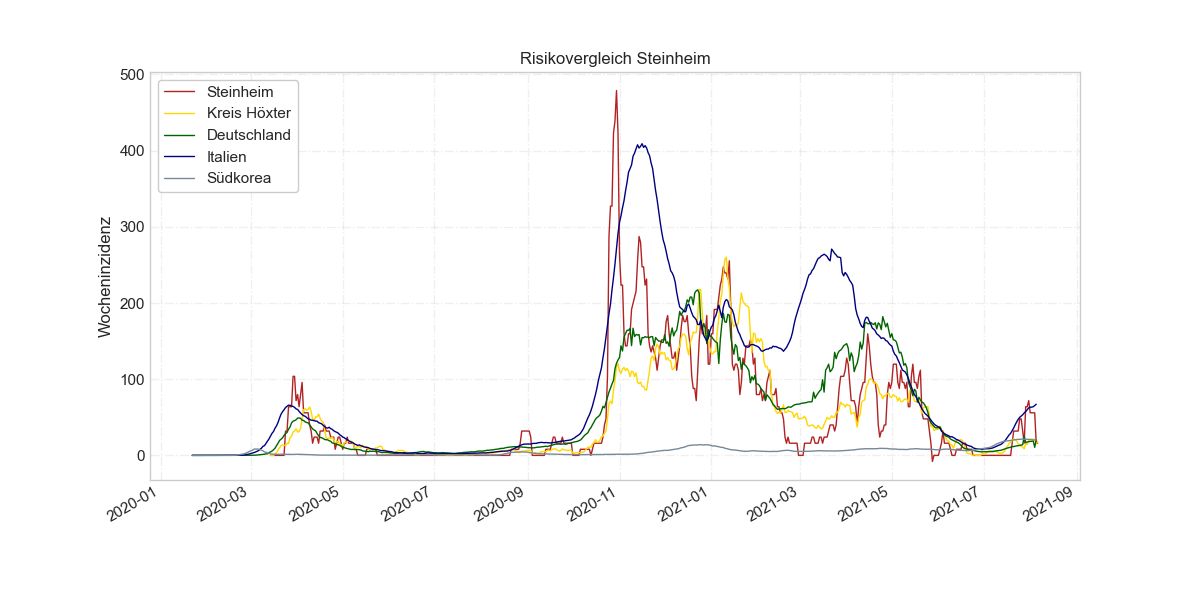 Risikovergleich Steinheim
Wocheninzidenz
500
400
300
200
100
0
Steinheim
Kreis Höxter
Deutschland
Italien
Südkorea
2020-01
2020-03
2020-05
2020-07
2020-09
2020-11
2021-01
2021-03
2021-05
2021-07
2021-09